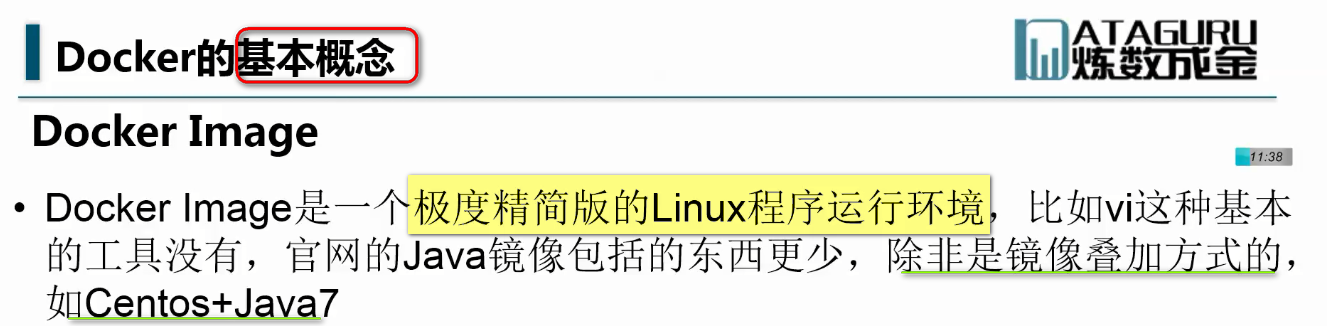 Docker的基本概念
ATAGURU
炼数成金
Docker Image
11:38
• Docker Image是一个极度精简版的Linux程序运行环境，比如vi这种基本
的工具没有，官网的Java镜像包括的东西更少，除非是镜像叠加方式的，
如Centos+Java7